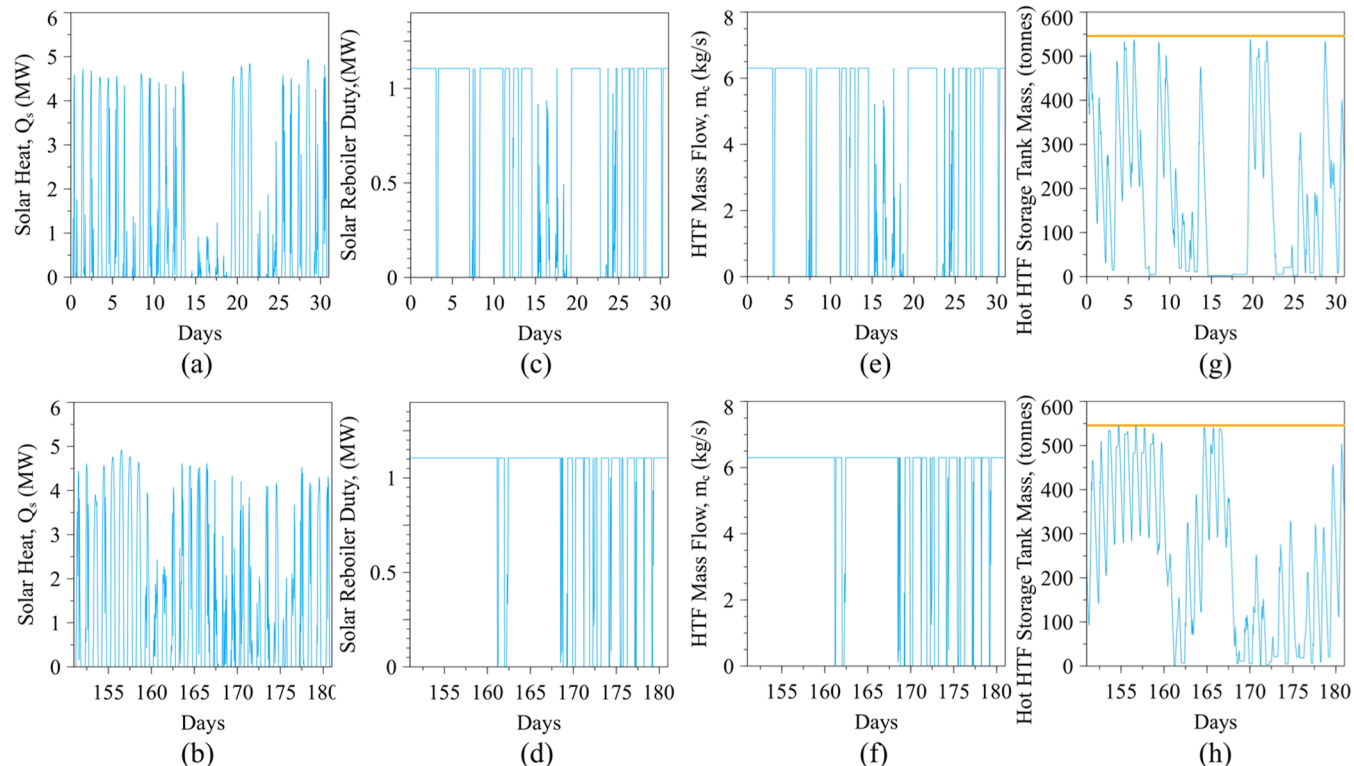 Solar Heat, Qs (MW)
6
5
4
3
2
1
0
0 5 10 15 20 25 30
Days
(a)
Solar Reboiler Duty,(MW)
1
0.5
0
0 5 10 15 20 25 30
Days
(c)
HTF Mass Flow, mc (kg/s)
8
6
4
2
0
0 5 10 15 20 25 30
Days
(e)
Hot HTF Storage Tank Mass, (tonnes)
600
500
400
300
200
100
0
0 5 10 15 20 25 30
Days
(g)
Solar Heat, Qs (MW)
6
5
4
3
2
1
0
155 160 165 170 175 180
Days
(b)
Solar Reboiler Duty, (MW)
1
0.5
0
155 160 165 170 175 180
Days
(d)
HTF Mass Flow, mc (kg/s)
8
6
4
2
0
155 160 165 170 175 180
Days
(f)
Hot HTF Storage Tank Mass, (tonnes)
600
500
400
300
200
100
0
155 160 165 170 175 180
Days
(h)